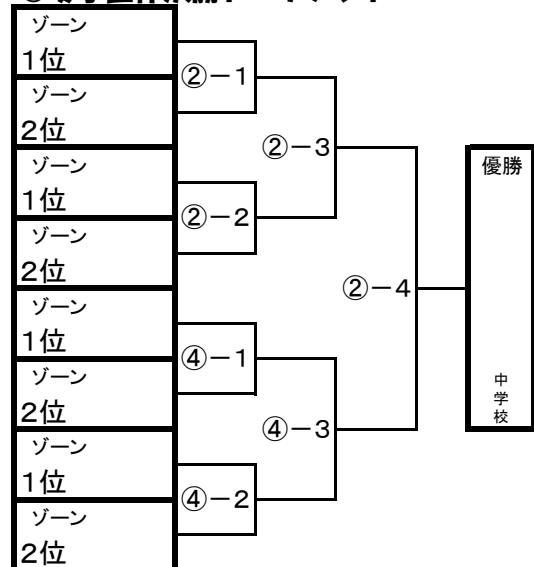 ゾーン
1位
②－1
ゾーン
2位
②－3
ゾーン
1位
②－2
ゾーン
2位
②－4
優勝
中学校
ゾーン
1位
④－1
ゾーン
2位
④－3
ゾーン
1位
④－2
ゾーン
2位